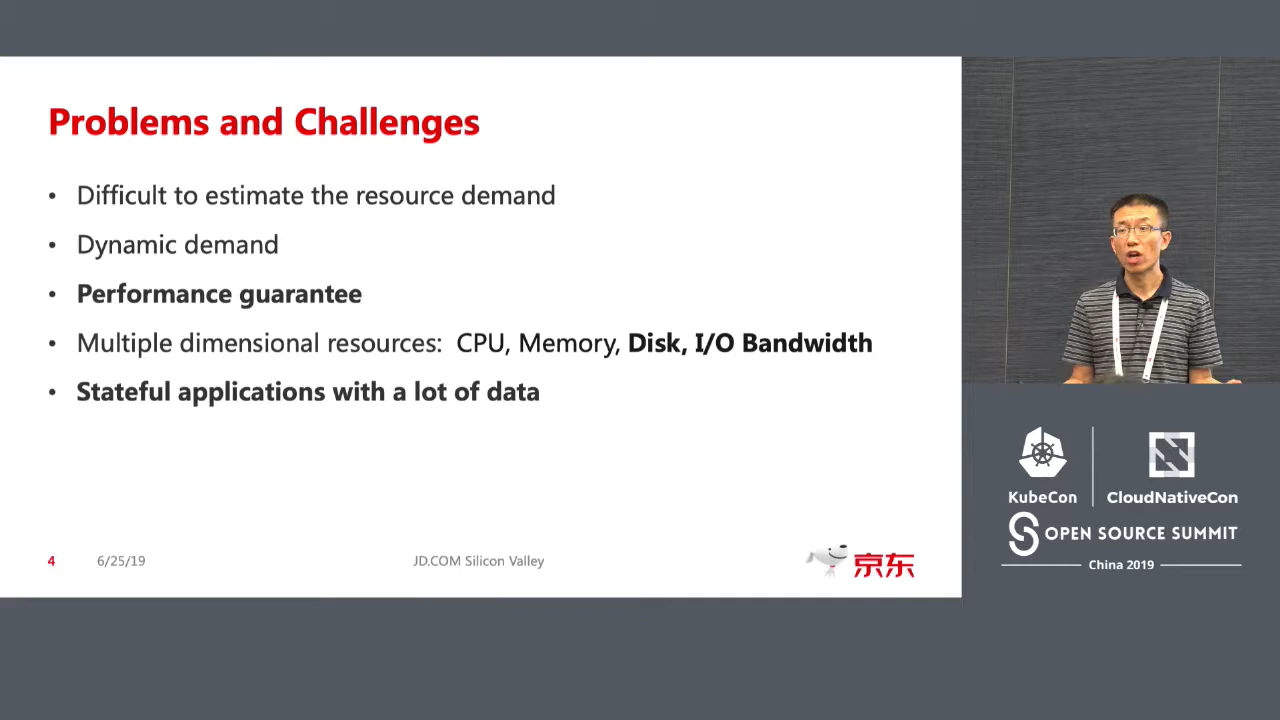 Problems and Challenges
• Difficult to estimate the resource demand
• Dynamic demand
• Performance guarantee
• Multiple dimensional resources: CPU, Memory, Disk, I/O Bandwidth
• Stateful applications with a lot of data
4 6/25/19 JD.COM Silicon Valley 京东
KubeCon CloudNativeCon
OPEN SOURCE SUMMIT
China 2019